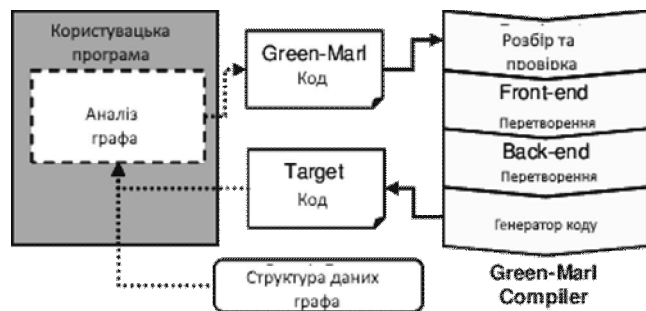 Користувацька
програма
Аналіз
графа
Green-Marl
Код
Target
Код
Структура даних
графа
Розбір та
провірка
Front-end
Перетворення
Back-end
Перетворення
Генератор коду
Green-Marl
Compiler